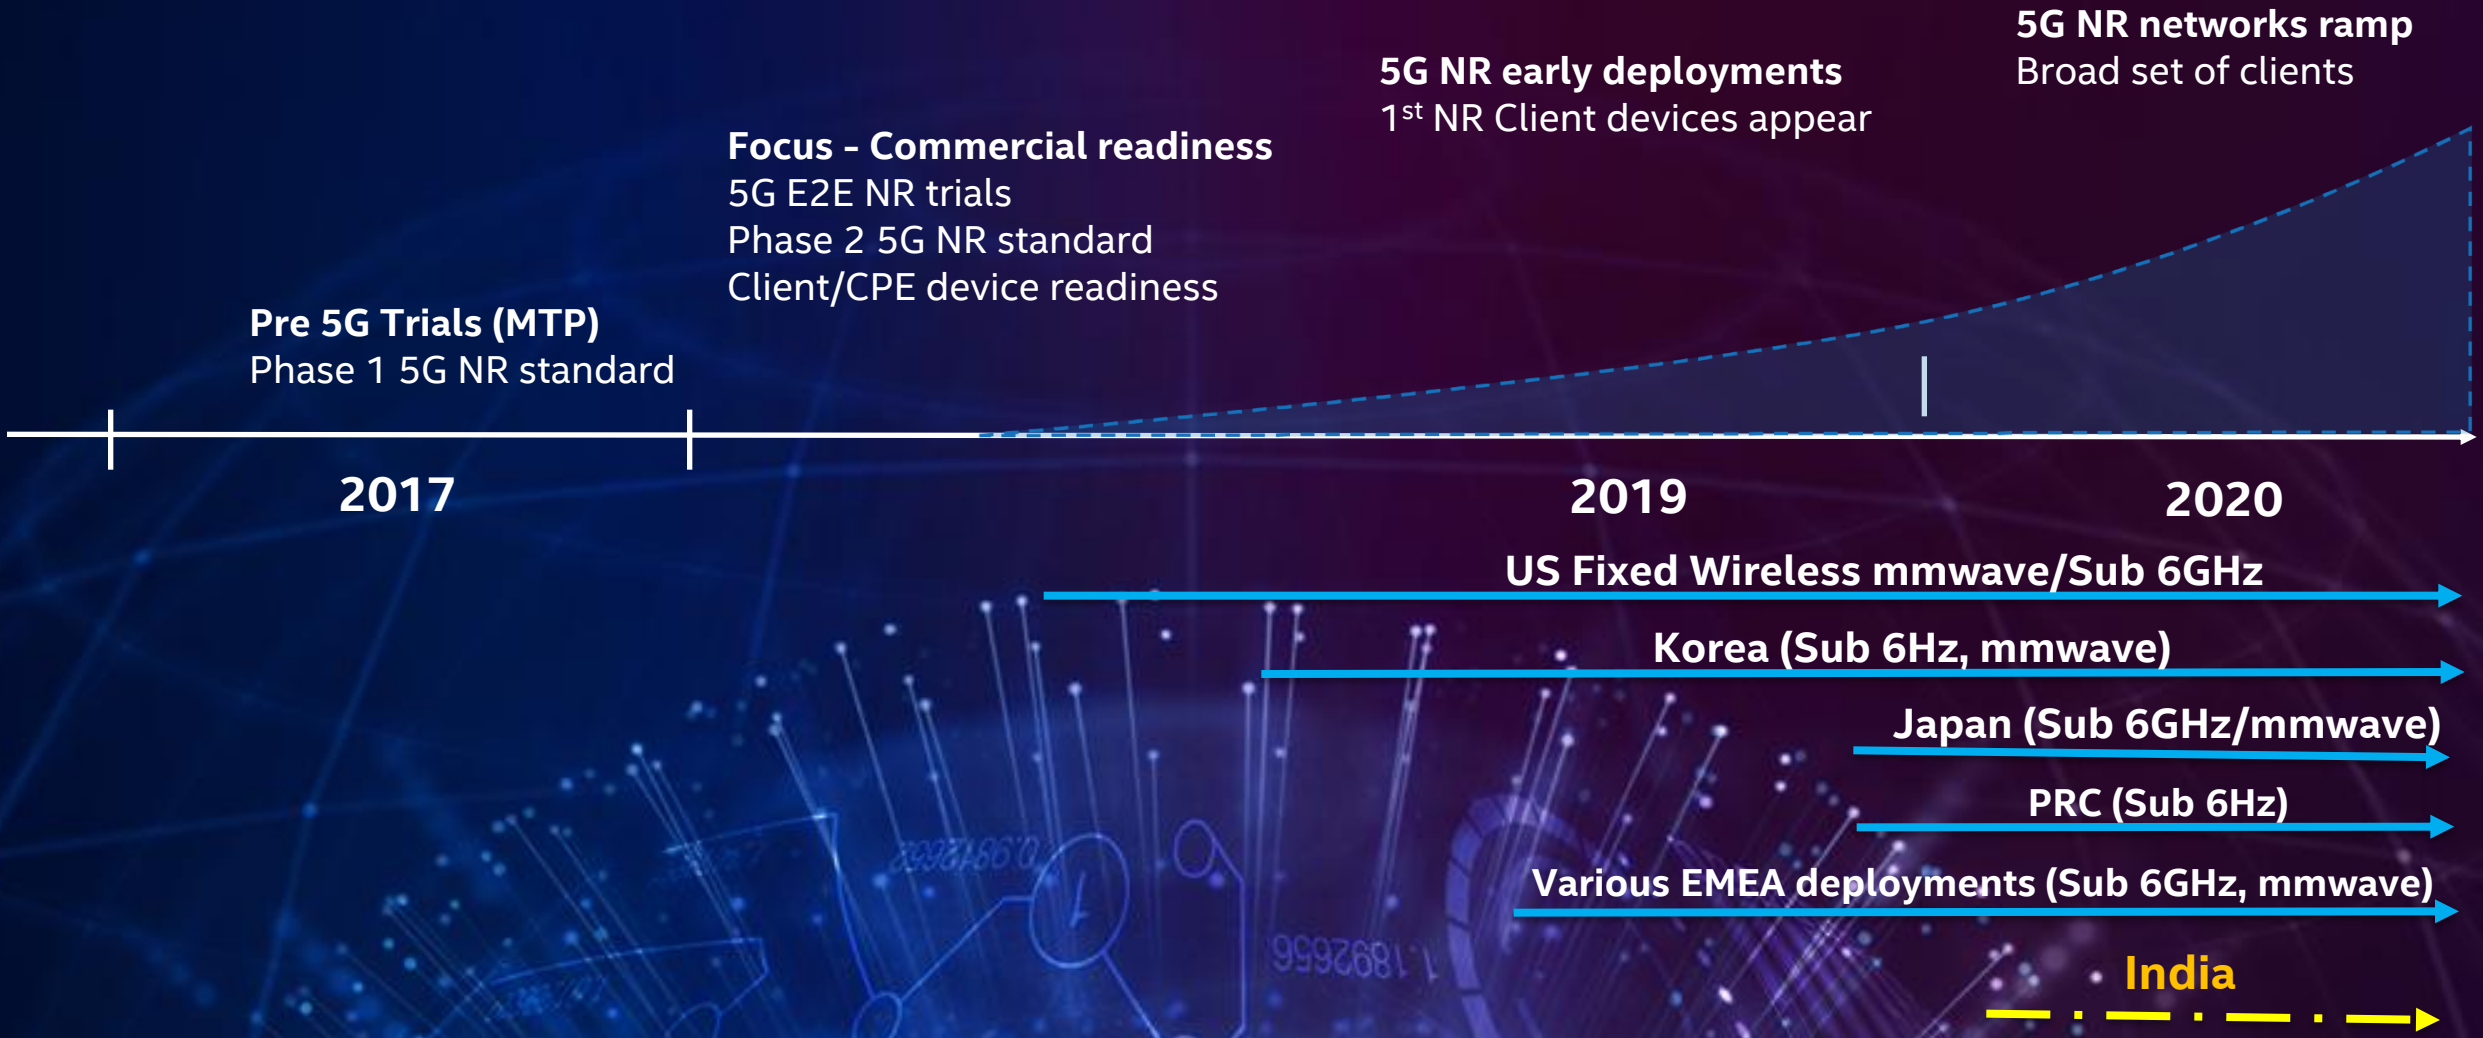 5G NR networks ramp
Broad set of clients
5G NR early deployments
1st NR Client devices appear
Focus – Commercial readiness
5G E2E NR trials
Phase 2 5G NR standard
Client/CPE device readiness
Pre 5G Trials (MTP)
Phase 1 5G NR standard
2017
2019
2020
US Fixed Wireless mmwave/Sub 6GHz
Korea (Sub 6Hz, mmwave)
Japan (Sub 6GHz/mmwave)
PRC (Sub 6Hz)
Various EMEA deployments (Sub 6GHz, mmwave)
1.1892656
India